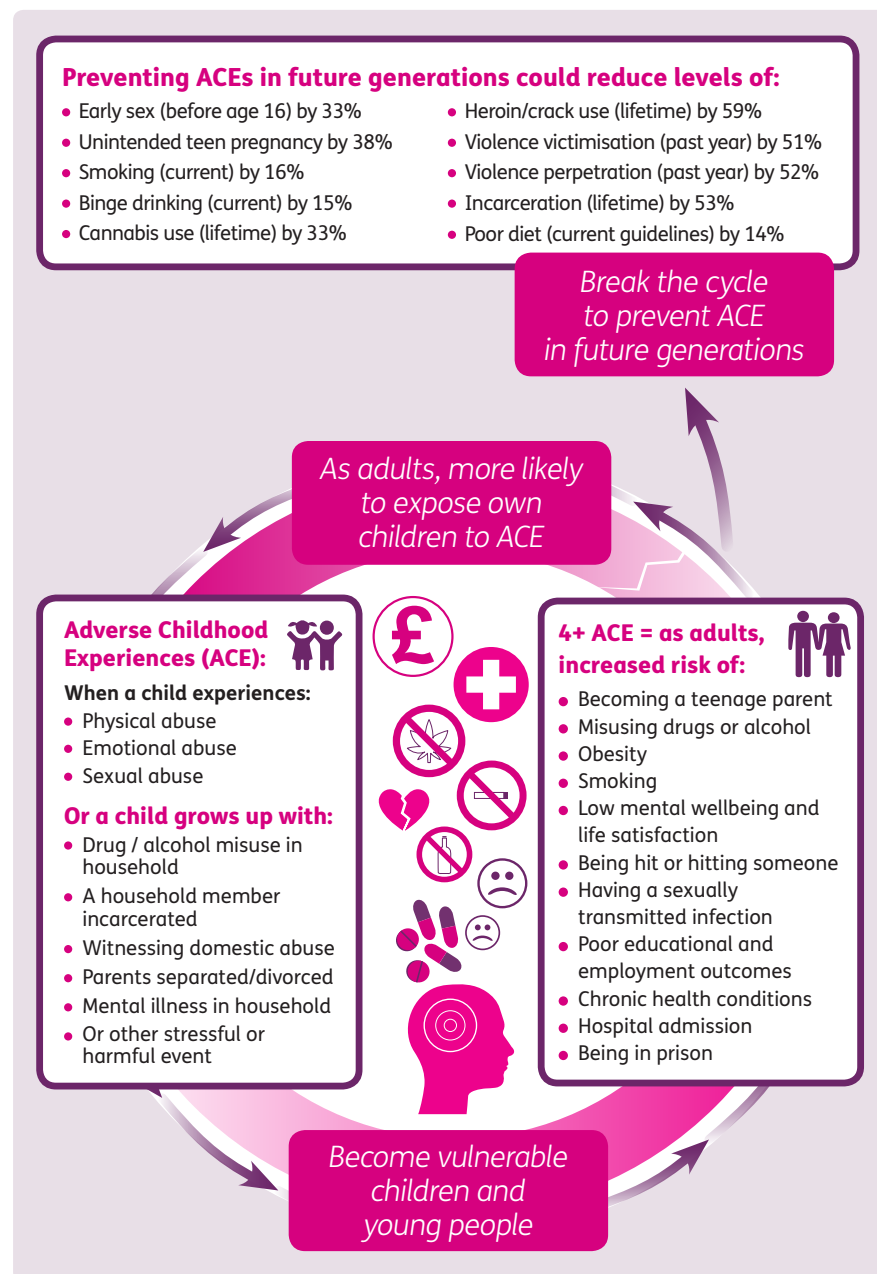 Preventing ACEs in future generations could reduce levels of:
• Early sex (before age 16) by 33%
• Unintended teen pregnancy by 38%
• Smoking (current) by 16%
• Binge drinking (current) by 15%
• Cannabis use (lifetime) by 33%
• Heroin/crack use (lifetime) by 59%
• Violence victimisation (past year) by 51%
• Violence perpetration (past year) by 52%
• Incarceration (lifetime) by 53%
• Poor diet (current guidelines) by 14%
Break the cycle
to prevent ACE
in future generations
As adults, more likely
to expose own
children to ACE
Adverse Childhood
Experiences (ACE):
When a child experiences:
• Physical abuse
• Emotional abuse
• Sexual abuse
Or a child grows up with:
• Drug / alcohol misuse in
household
• A household member
incarcerated
• Witnessing domestic abuse
• Parents separated/divorced
• Mental illness in household
• Or other stressful or
harmful event
£
4+ ACE = as adults,
increased risk of:
• Becoming a teenage parent
• Misusing drugs or alcohol
• Obesity
• Smoking
• Low mental wellbeing and
life satisfaction
• Being hit or hitting someone
• Having a sexually
transmitted infection
• Poor educational and
employment outcomes
• Chronic health conditions
• Hospital admission
• Being in prison
Become vulnerable
children and
young people